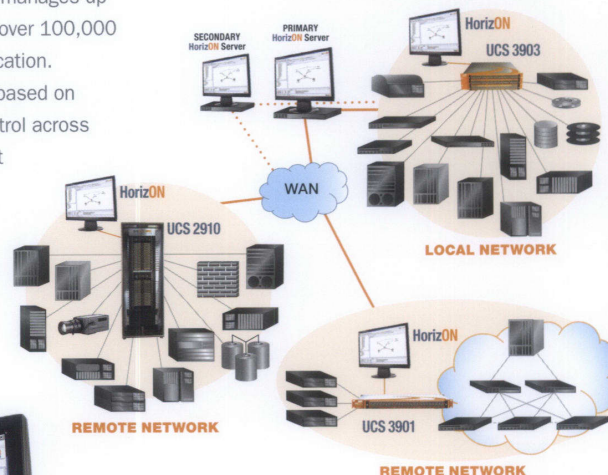 managed up
over 100,000
cation.
based on
trol across
t
SECONDARY
HorizON Server
PRIMARY
HorizON Server
HorizON
UCS 3903
WAN
LOCAL NETWORK
HorizON
UCS 2910
REMOTE NETWORK
HorizON
UCS 3901
REMOTE NETWORK